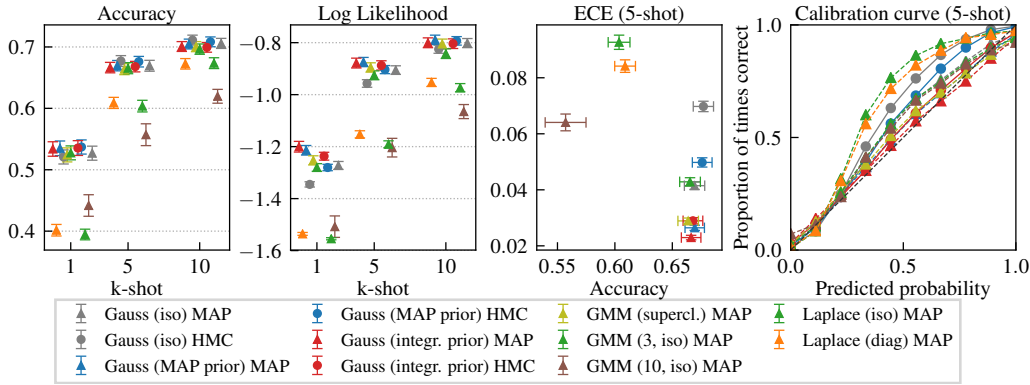 Accuracy
Log Likelihood
ECE (5-shot)
Calibration curve (5-shot)
0.7
0.6
0.5
0.4
1
5
10
k-shot
−0.8
−1.0
−1.2
−1.4
−1.6
1
5
10
k-shot
0.08
0.06
0.04
0.02
0.55
0.60
0.65
Accuracy
Proportion of times correct
1.0
0.5
0.0
0.0
0.5
1.0
Predicted probability
Gauss (iso) MAP
Gauss (iso) HMC
Gauss (MAP prior) MAP
Gauss (MAP prior) HMC
Gauss (integr. prior) MAP
Gauss (integr. prior) HMC
GMM (supercl.) MAP
GMM (3, iso) MAP
GMM (10, iso) MAP
Laplace (iso) MAP
Laplace (diag) MAP